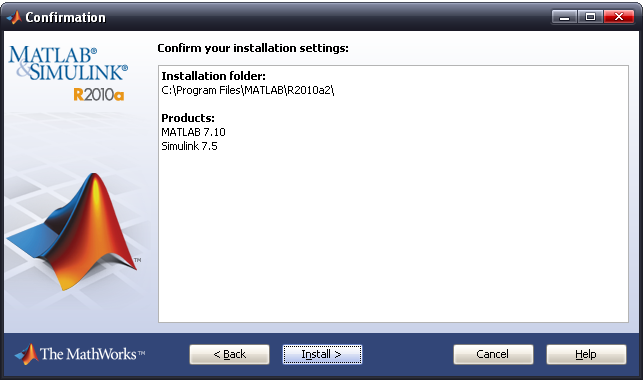 Confirmation
MATLAB®
&SIMULINK®
R2010a
Confirm your installation settings:
Installation folder:
C:\Program Files\MATLAB\R2010a2\
Products:
MATLAB 7.10
Simulink 7.5
TM
The MathWorks™
< Back
Install >
Cancel
Help